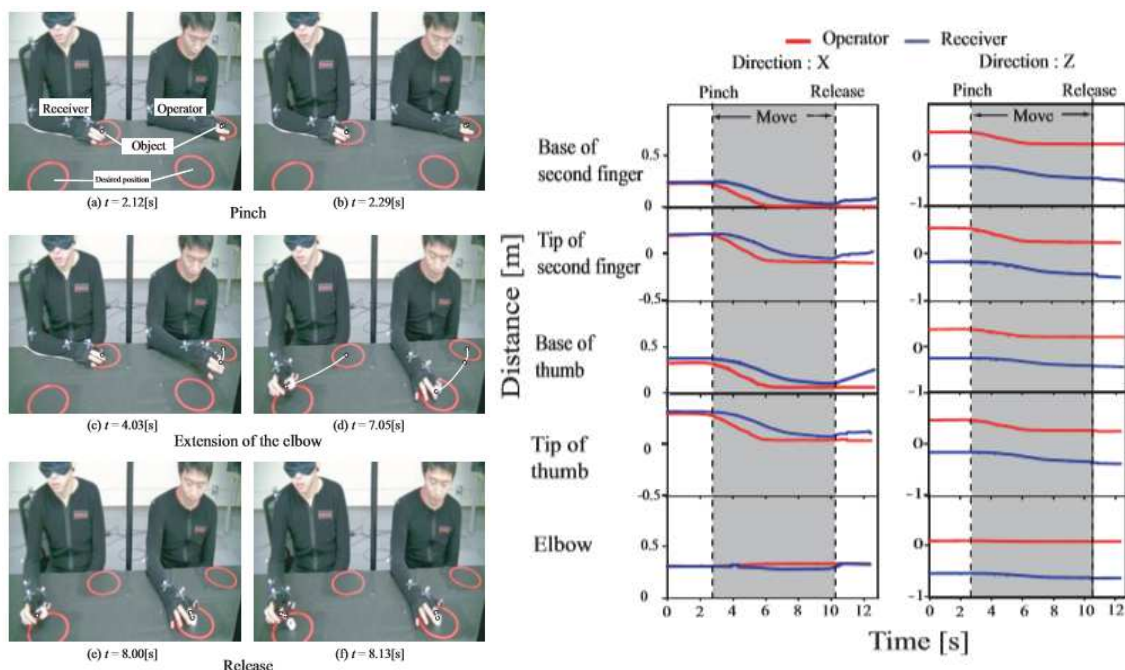 Receiver
Operator
Object
Desired position
(a) t = 2.12[s]
(b) t = 2.29[s]
Pinch
(c) t = 4.03[s]
(d) t = 7.05[s]
Extension of the elbow
(e) t = 8.00[s]
(f) t = 8.13[s]
Release
Operator
Receiver
Direction : X
Direction : Z
Pinch
Release
Pinch
Release
Move
Move
Distance [m]
Base of
second finger
0.5
0
0
-1
Tip of
second finger
0
-0.5
0
-1
Base of
thumb
0.5
0
0
-1
Tip of
thumb
0
-0.5
0
-1
Elbow
0.5
0
0
-1
0 2 4 6 8 10 12
0 2 4 6 8 10 12
Time [s]